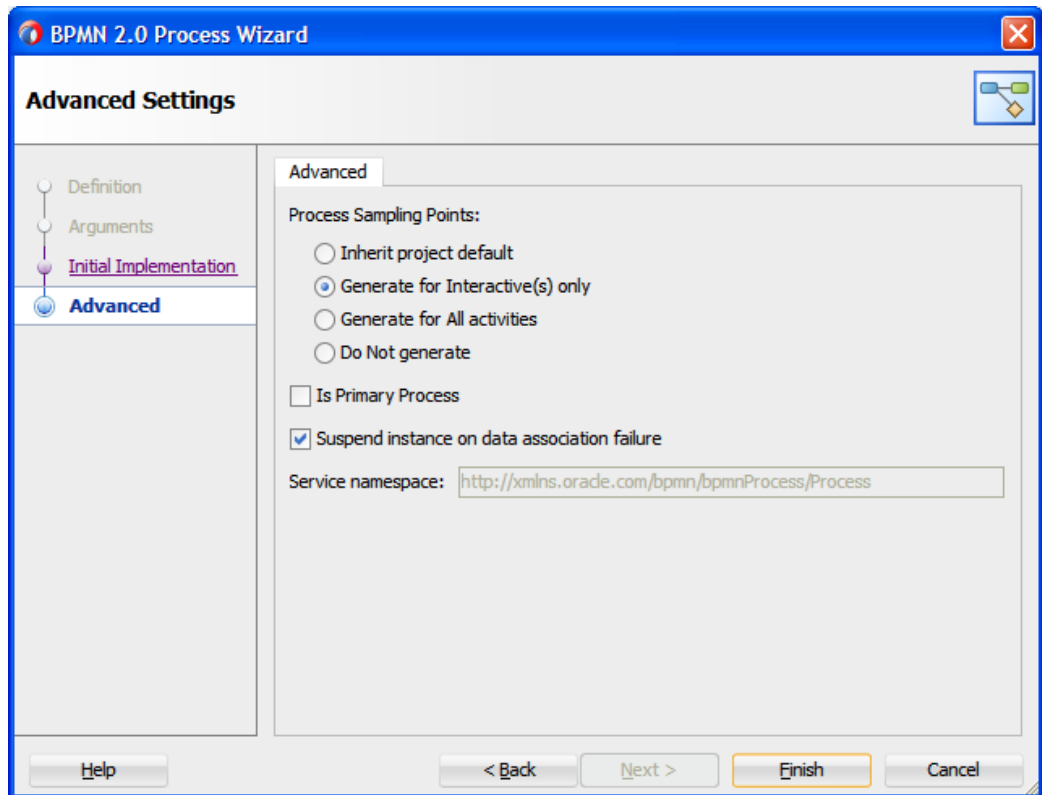 BPMN 2.0 Process Wizard
Advanced Settings
Definition
Arguments
Initial Implementation
Advanced
Advanced
Process Sampling Points:
Inherit project default
Generate for Interactive(s) only
Generate for All activities
Do Not generate
Is Primary Process
Suspend instance on data association failure
Service namespace: http://xmlns.oracle.com/bpmn/bpmnProcess/Process
Help < Back Next > Finish Cancel